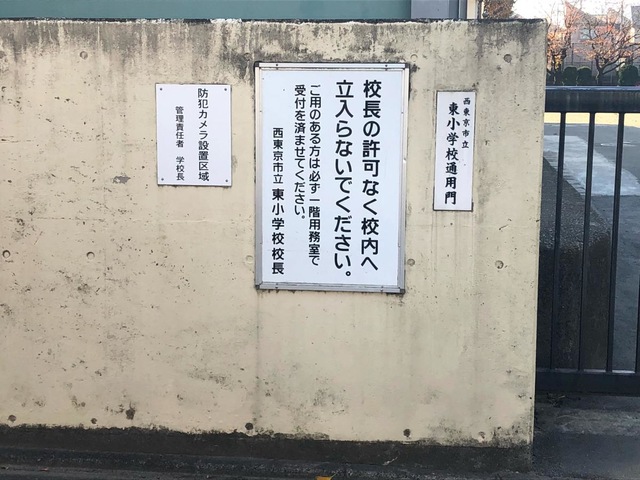 西東京市立
東小学校通用門
校長の許可なく校内へ
立入らないでください。
ご用のある方は必ず一階用務室で
受付を済ませてください。
西東京市立 東小学校校長
防犯カメラ設置区域
管理責任者 学校長